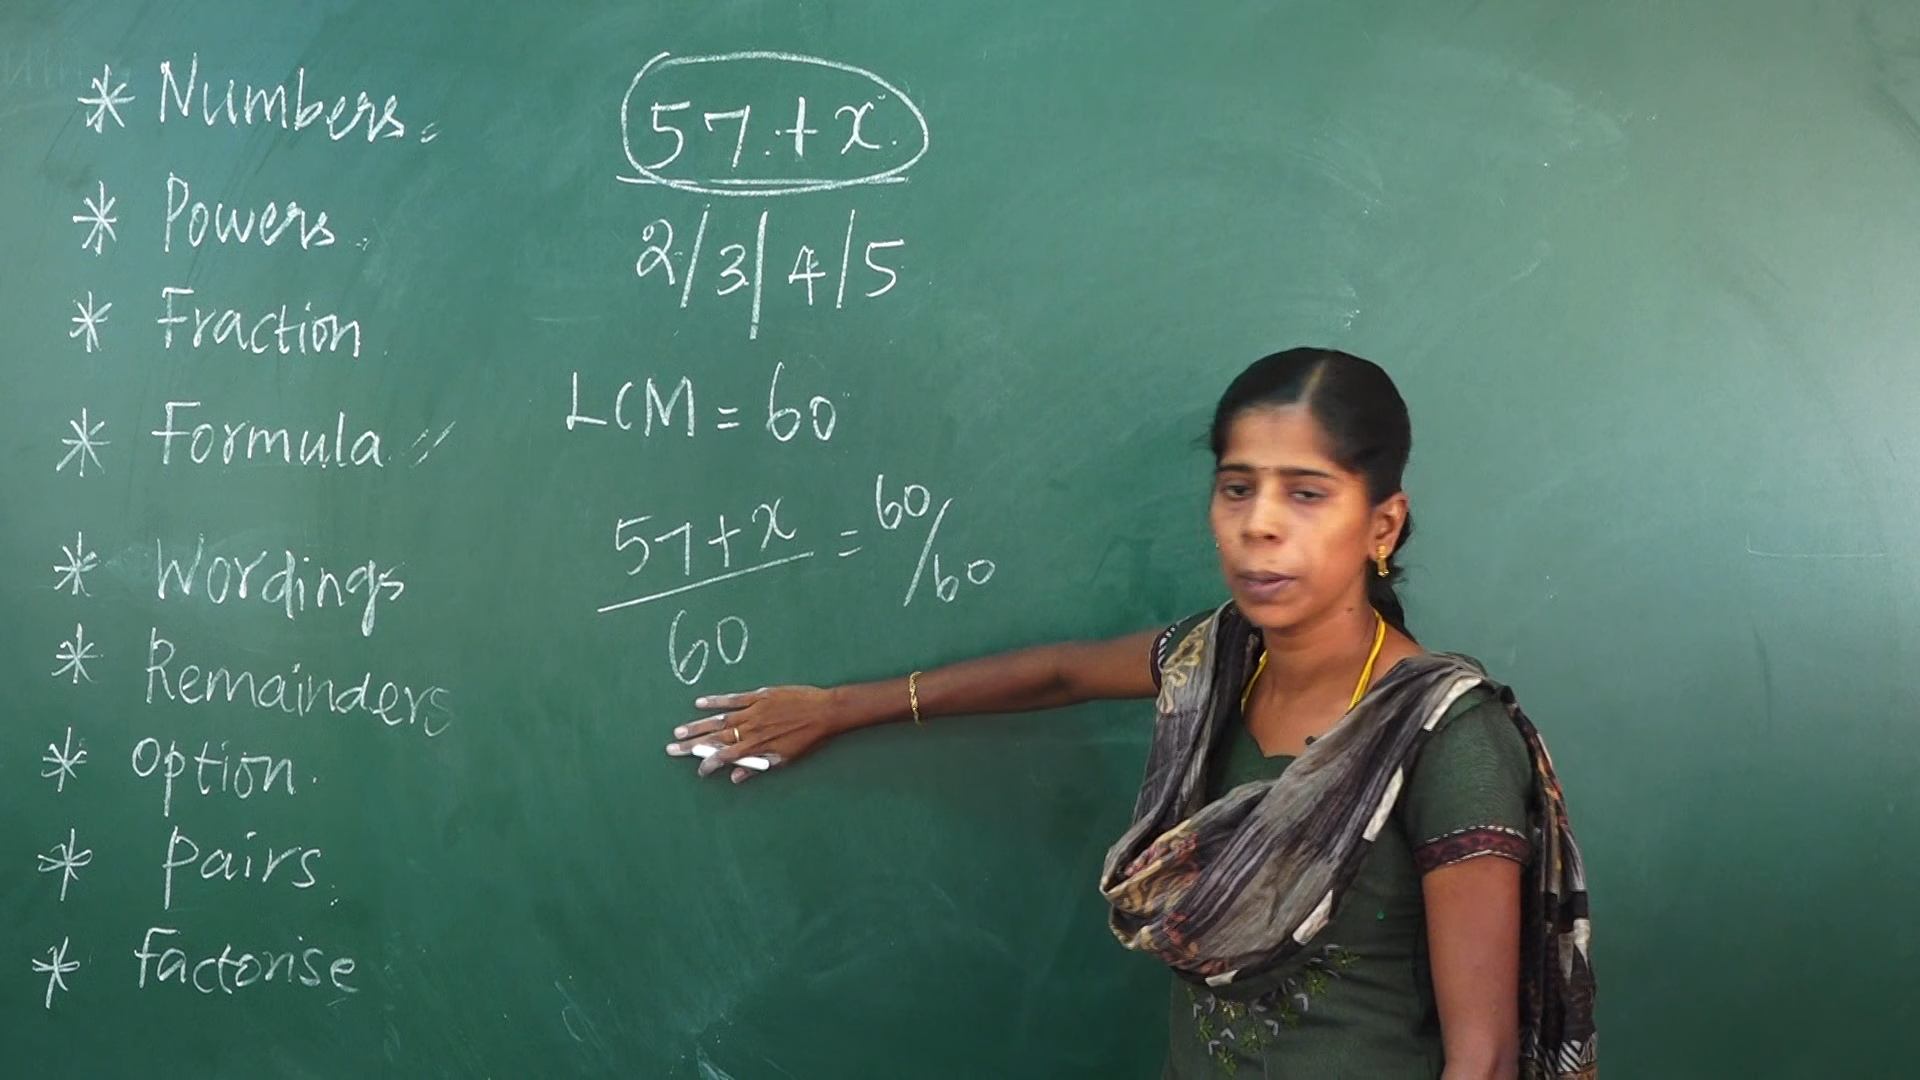 * Numbers.
* Powers.
* Fraction
* Formula
* Wordings
* Remainders
* Option.
* Pairs.
* Factorise
57+x
2/3/4/5
LCM = 60
57+x = 60/60
60